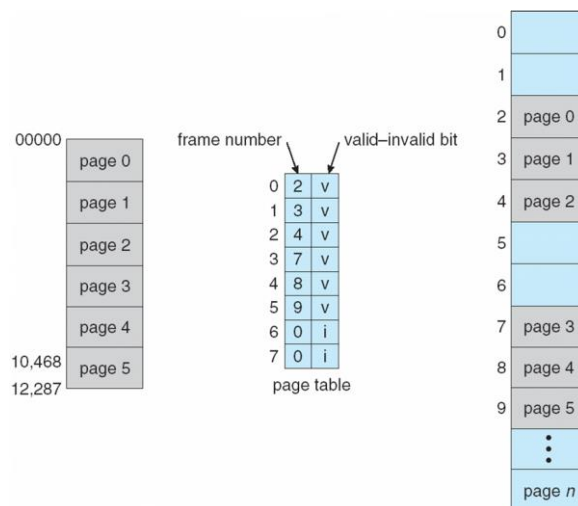 00000
page 0
page 1
page 2
page 3
page 4
page 5
10,468
12,287
frame number
valid–invalid bit
0 2 v
1 3 v
2 4 v
3 7 v
4 8 v
5 9 v
6 0 i
7 0 i
page table
0
1
2 page 0
3 page 1
4 page 2
5
6
7 page 3
8 page 4
9 page 5
page n